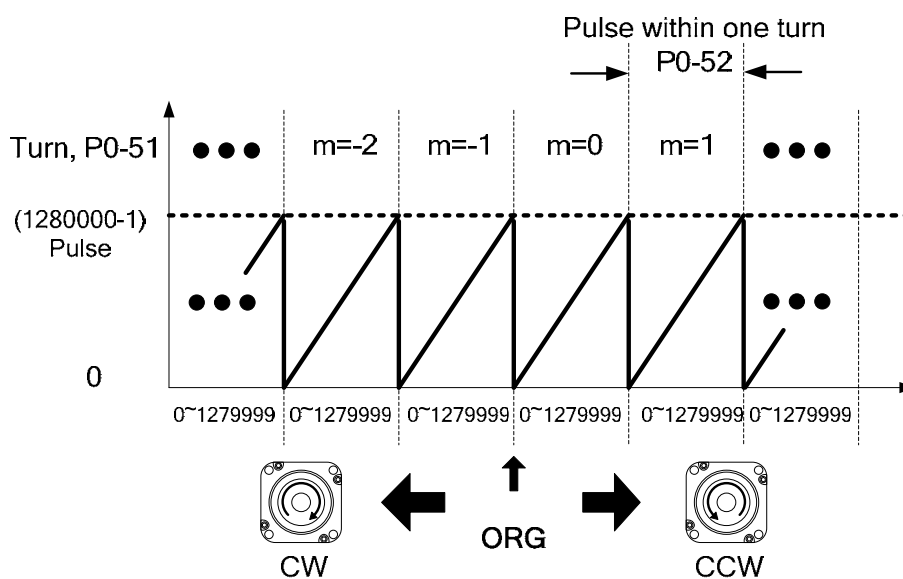 Pulse within one turn
P0-52
Turn, P0-51
m=-2
m=-1
m=0
m=1
(1280000-1)
Pulse
0
0~1279999
0~1279999
0~1279999
0~1279999
0~1279999
0~1279999
CW
ORG
CCW